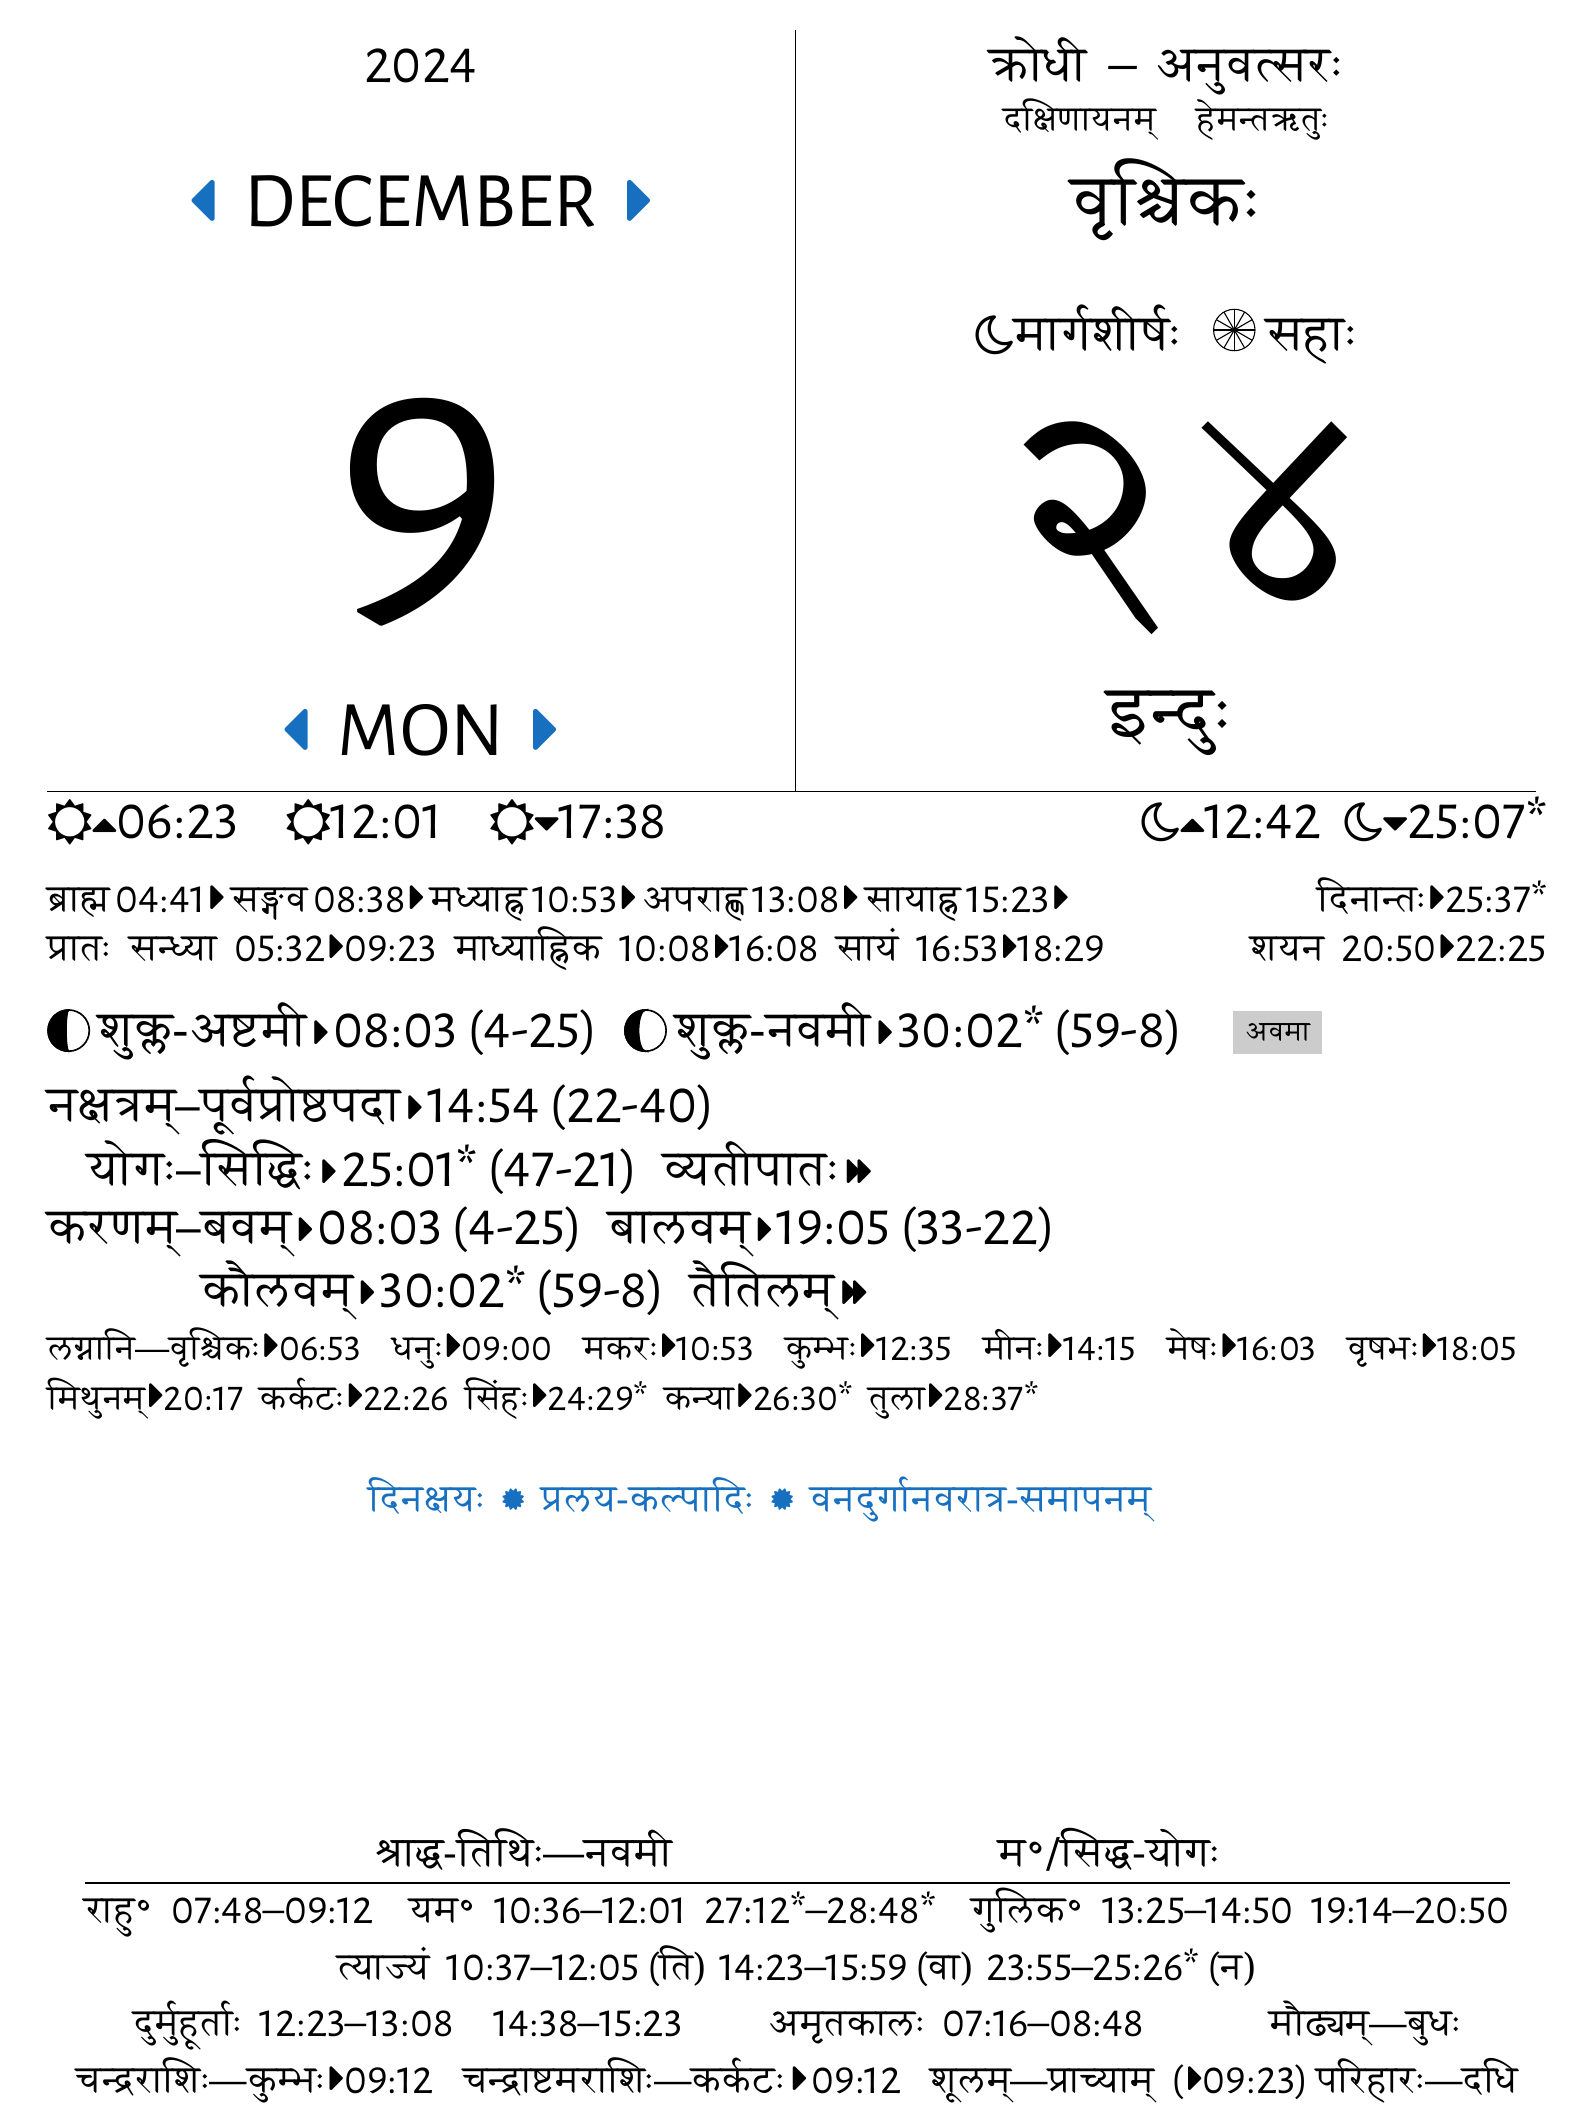 2024
DECEMBER
9
MON
क्रोधी – अनुवत्सरः
दक्षिणायनम् हेमन्तऋतुः
वृश्चिकः
मार्गशीर्षः सहाः
२४
इन्दुः
06:23 12:01 17:38 12:42 25:07*
ब्राह्म 04:41 सङ्गव 08:38 मध्याह्न 10:53 अपराह्ण 13:08 सायाह्न 15:23 दिनान्तः 25:37*
प्रातः सन्ध्या 05:32 09:23 माध्याह्निक 10:08 16:08 सायं 16:53 18:29 शयन 20:50 22:25
शुक्ल-अष्टमी 08:03 (4-25) शुक्ल-नवमी 30:02* (59-8) अवमा
नक्षत्रम्–पूर्वप्रोष्ठपदा 14:54 (22-40)
योगः–सिद्धिः 25:01* (47-21) व्यतीपातः
करणम्–बवम् 08:03 (4-25) बालवम् 19:05 (33-22)
कौलवम् 30:02* (59-8) तैतिलम्
लग्नानि—वृश्चिकः 06:53 धनुः 09:00 मकरः 10:53 कुम्भः 12:35 मीनः 14:15 मेषः 16:03 वृषभः 18:05
मिथुनम् 20:17 कर्कटः 22:26 सिंहः 24:29* कन्या 26:30* तुला 28:37*
दिनक्षयः ✹ प्रलय-कल्पादिः ✹ वनदुर्गानवरात्र-समापनम्
श्राद्ध-तिथिः—नवमी म॰/सिद्ध-योगः
राहु॰ 07:48–09:12 यम॰ 10:36–12:01 27:12*–28:48* गुलिक॰ 13:25–14:50 19:14–20:50
त्याज्यं 10:37–12:05 (ति) 14:23–15:59 (वा) 23:55–25:26* (न)
दुर्मुहूर्ताः 12:23–13:08 14:38–15:23 अमृतकालः 07:16–08:48 मौढ्यम्—बुधः
चन्द्रराशिः—कुम्भः 09:12 चन्द्राष्टमराशिः—कर्कटः 09:12 शूलम्—प्राच्याम् ( 09:23) परिहारः—दधि